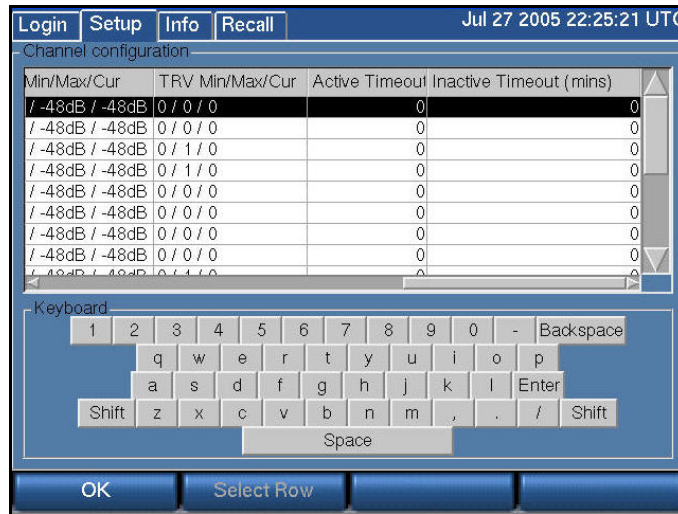 Login Setup Info Recall Jul 27 2005 22:25:21 UT
Channel configuration
Min/Max/Cur TRV Min/Max/Cur Active Timeout Inactive Timeout (mins)
/ -48dB / -48dB 0 / 0 / 0 0 0
/ -48dB / -48dB 0 / 0 / 0 0 0
/ -48dB / -48dB 0 / 1 / 0 0 0
/ -48dB / -48dB 0 / 1 / 0 0 0
/ -48dB / -48dB 0 / 0 / 0 0 0
/ -48dB / -48dB 0 / 0 / 0 0 0
/ -48dB / -48dB 0 / 0 / 0 0 0
/ -48dB / -48dB 0 / 0 / 0 0 0
Keyboard
1 2 3 4 5 6 7 8 9 0 - Backspace
q w e r t y u i o p
a s d f g h j k l Enter
Shift z x c v b n m , . / Shift
Space
OK Select Row